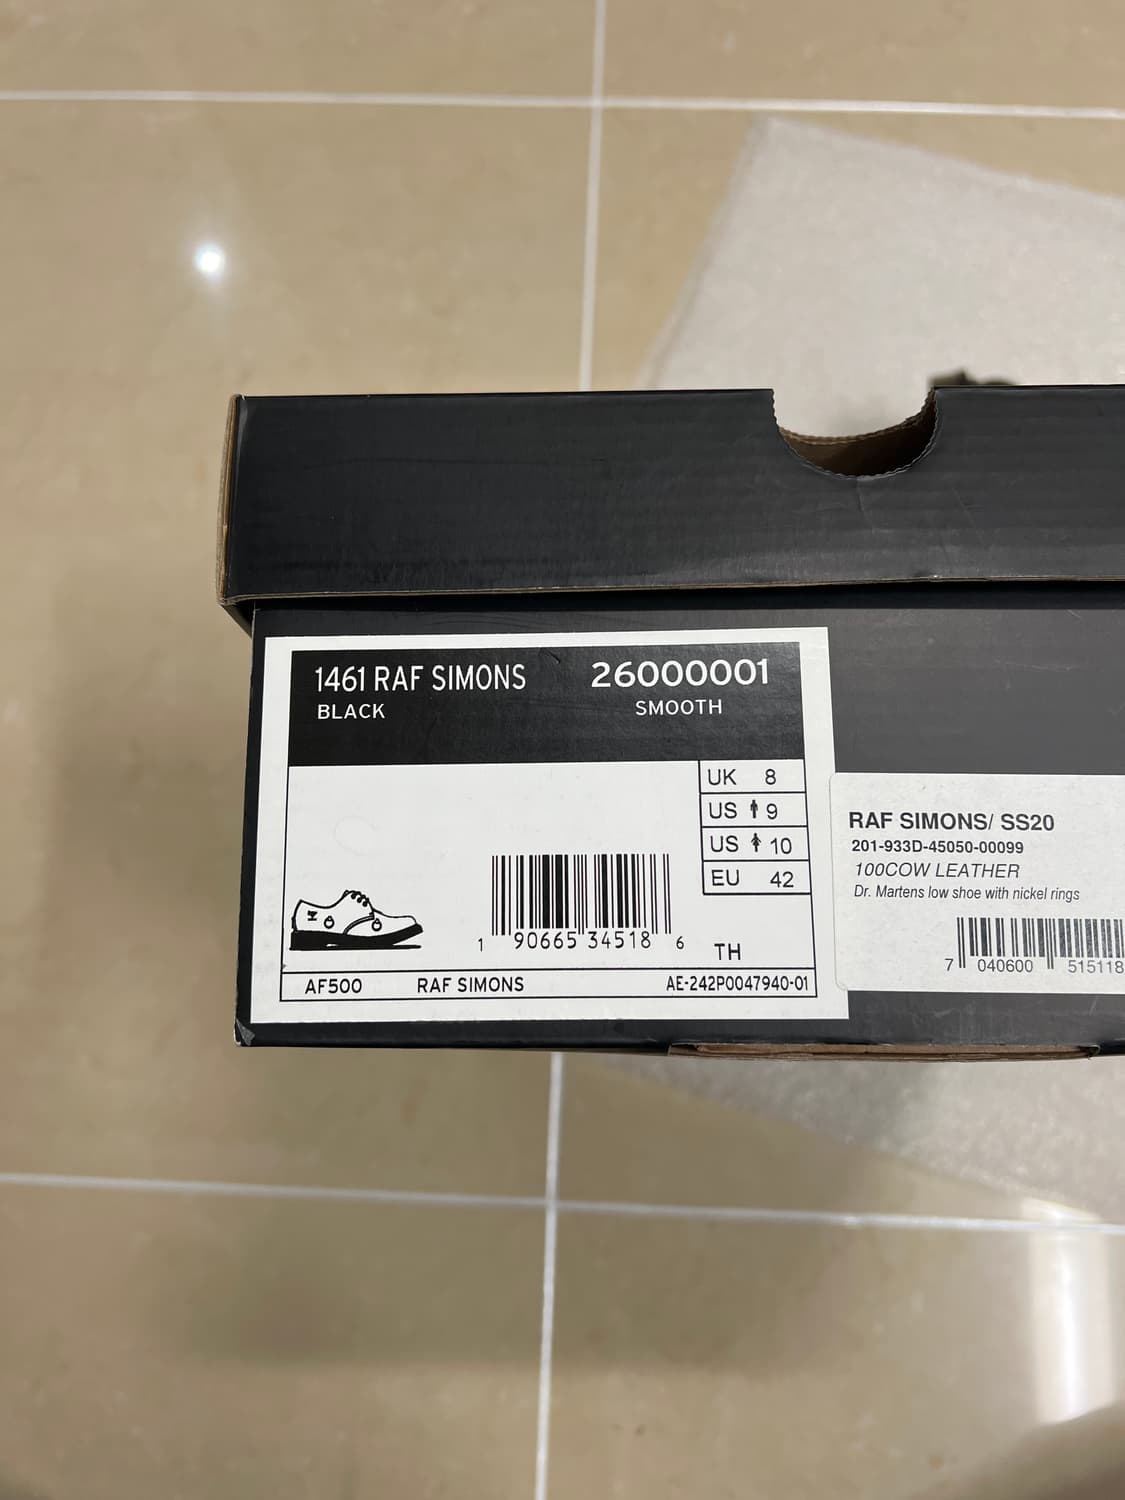 1461 RAF SIMONS 26000001
BLACK SMOOTH
UK 8
US 9
US 10
EU 42
1 90665 34518 6
TH
AF500 RAF SIMONS AE-242P0047940-01
RAF SIMONS/ SS20
201-933D-45050-00099
100COW LEATHER
Dr. Martens low shoe with nickel rings
7 040600 515118